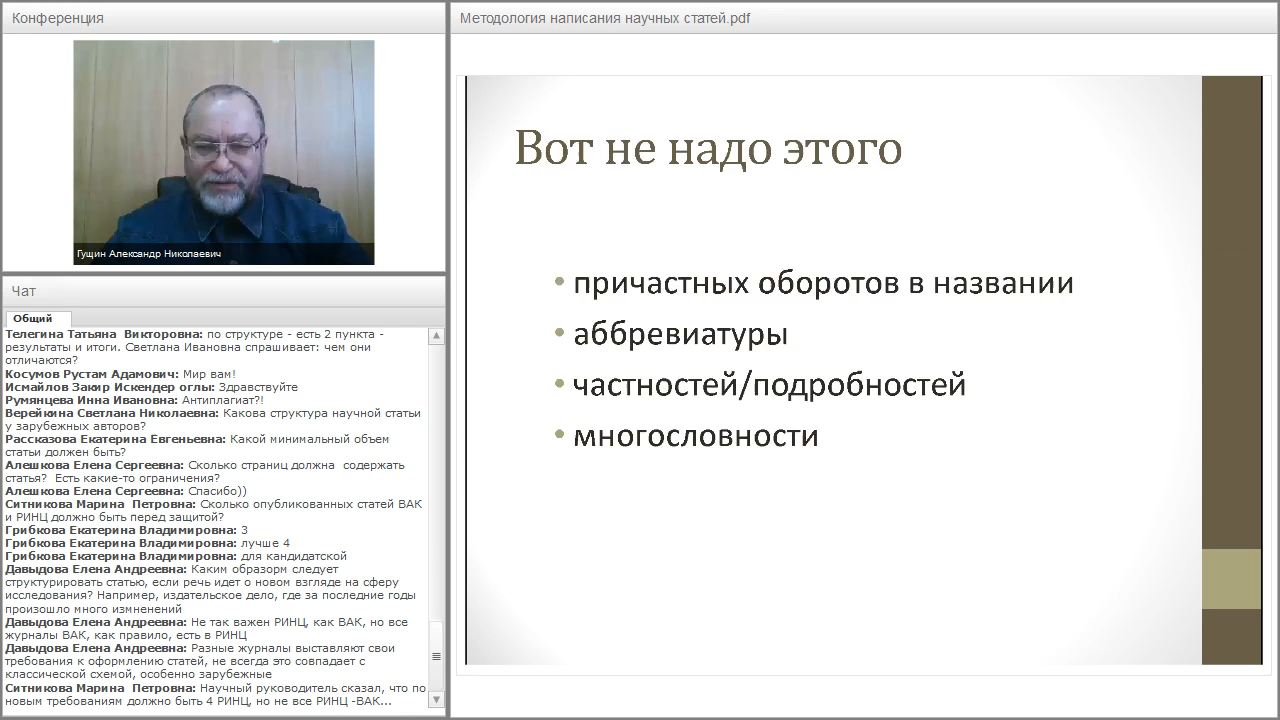 Конференция
Гущин Александр Николаевич
Чат
Общий
Телегина Татьяна Викторовна: по структуре - есть 2 пункта -
результаты и итоги. Светлана Ивановна спрашивает: чем они
отличаются?
Косумов Рустам Адамович: Мир вам!
Исмайлов Закир Искендер оглы: Здравствуйте
Румянцева Инна Ивановна: Антиплагиат?!
Верейкина Светлана Николаевна: Какова структура научной статьи
у зарубежных авторов?
Рассказова Екатерина Евгеньевна: Какой минимальный объем
статьи должен быть?
Алешкова Елена Сергеевна: Сколько страниц должна содержать
статья? Есть какие-то ограничения?
Алешкова Елена Сергеевна: Спасибо))
Ситникова Марина Петровна: Сколько опубликованных статей ВАК
и РИНЦ должно быть перед защитой?
Грибкова Екатерина Владимировна: 3
Грибкова Екатерина Владимировна: лучше 4
Грибкова Екатерина Владимировна: для кандидатской
Давыдова Елена Андреевна: Каким образорм следует
структурировать статью, если речь идет о новом взгляде на сферу
исследования? Например, издательское дело, где за последние годы
произошло много измненений
Давыдова Елена Андреевна: Не так важен РИНЦ, как ВАК, но все
журналы ВАК, как правило, есть в РИНЦ
Давыдова Елена Андреевна: Разные журналы выставляют свои
требования к оформлению статей, не всегда это совпадает с
классической схемой, особенно зарубежные
Ситникова Марина Петровна: Научный руководитель сказал, что по
новым требованиям должно быть 4 РИНЦ, но не все РИНЦ -ВАК...
Методология написания научных статей.pdf
Вот не надо этого
• причастных оборотов в названии
• аббревиатуры
• частностей/подробностей
• многословности